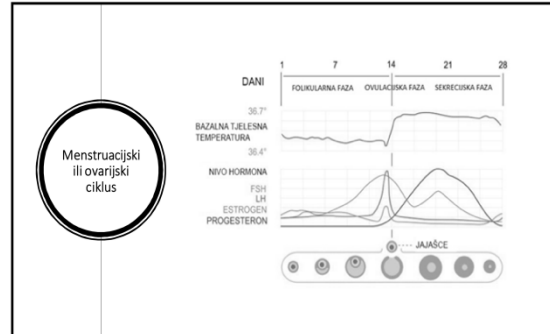 Menstruacijski
ili ovarijski
ciklus
DANI
1 7 14 21 28
FOLIKULARNA FAZA OVULACIJSKA FAZA SEKRECIJSKA FAZA
36.7°
BAZALNA TJELESNA
TEMPERATURA
36.4°
NIVO HORMONA
FSH
LH
ESTROGEN
PROGESTERON
JAJAŠCE